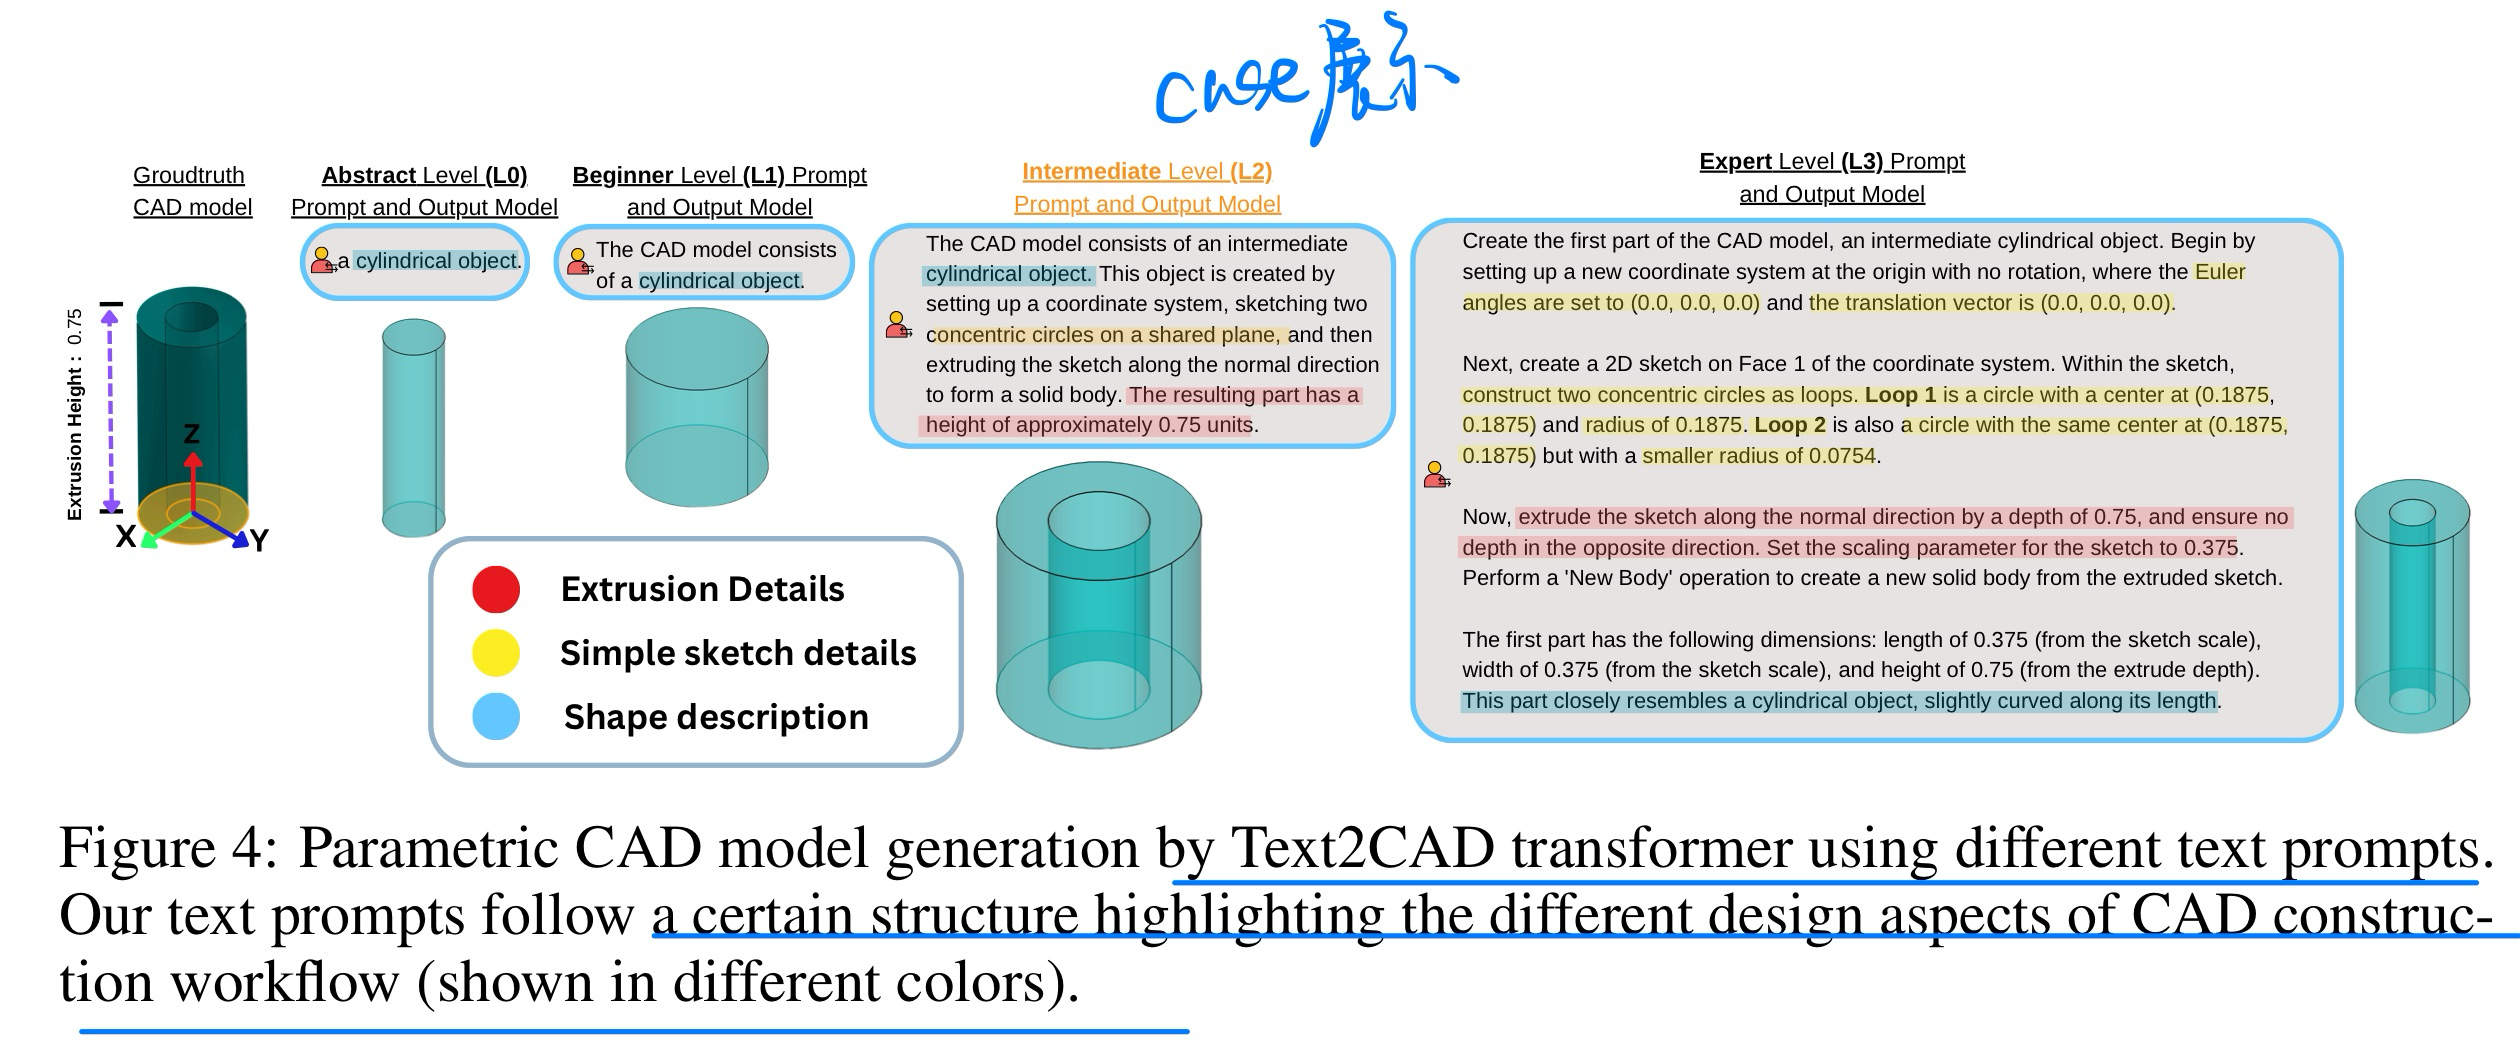 case展示
Groudtruth
CAD model
Extrusion Height : 0.75
Z
X
Y
Abstract Level (L0)
Prompt and Output Model
a cylindrical object.
Beginner Level (L1) Prompt
and Output Model
The CAD model consists
of a cylindrical object.
Intermediate Level (L2)
Prompt and Output Model
The CAD model consists of an intermediate
cylindrical object. This object is created by
setting up a coordinate system, sketching two
concentric circles on a shared plane, and then
extruding the sketch along the normal direction
to form a solid body. The resulting part has a
height of approximately 0.75 units.
Expert Level (L3) Prompt
and Output Model
Create the first part of the CAD model, an intermediate cylindrical object. Begin by
setting up a new coordinate system at the origin with no rotation, where the Euler
angles are set to (0.0, 0.0, 0.0) and the translation vector is (0.0, 0.0, 0.0).
Next, create a 2D sketch on Face 1 of the coordinate system. Within the sketch,
construct two concentric circles as loops. Loop 1 is a circle with a center at (0.1875,
0.1875) and radius of 0.1875. Loop 2 is also a circle with the same center at (0.1875,
0.1875) but with a smaller radius of 0.0754.
Now, extrude the sketch along the normal direction by a depth of 0.75, and ensure no
depth in the opposite direction. Set the scaling parameter for the sketch to 0.375.
Perform a 'New Body' operation to create a new solid body from the extruded sketch.
The first part has the following dimensions: length of 0.375 (from the sketch scale),
width of 0.375 (from the sketch scale), and height of 0.75 (from the extrude depth).
This part closely resembles a cylindrical object, slightly curved along its length.
Extrusion Details
Simple sketch details
Shape description
Figure 4: Parametric CAD model generation by Text2CAD transformer using different text prompts.
Our text prompts follow a certain structure highlighting the different design aspects of CAD construc-
tion workflow (shown in different colors).